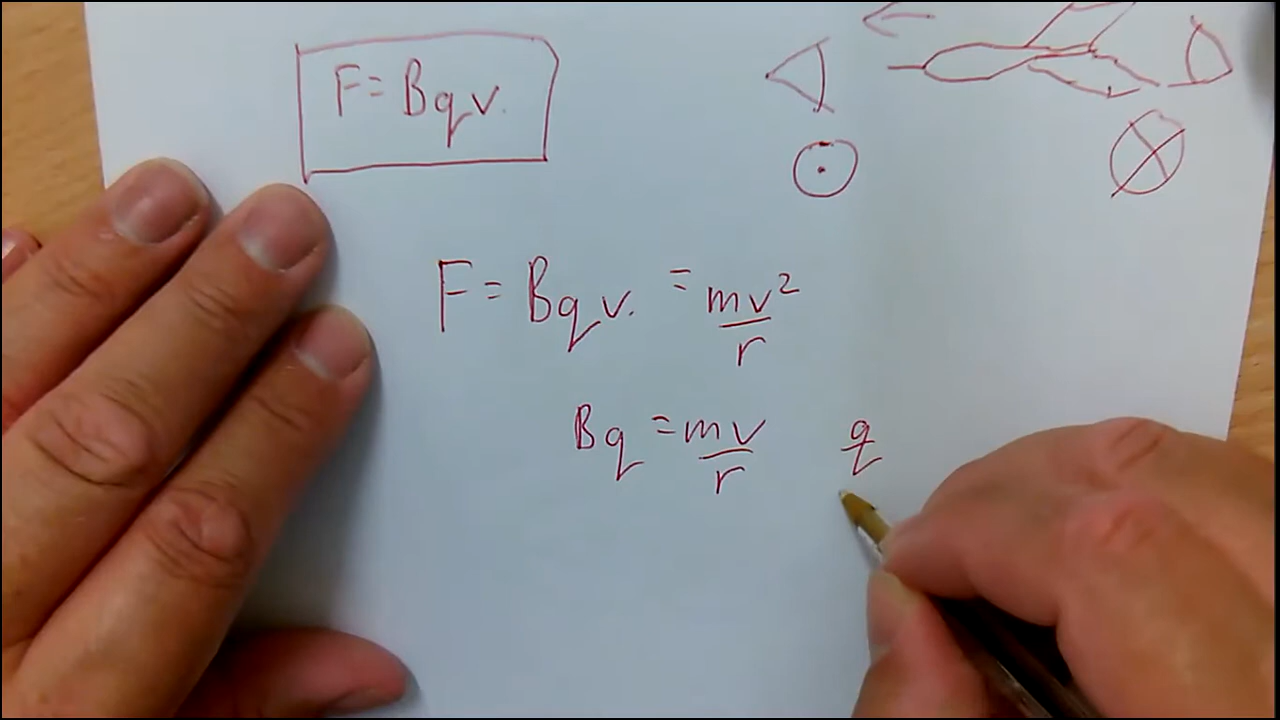 F = Bqv.
F = Bqv. = mv²/r
Bq = mv/r q